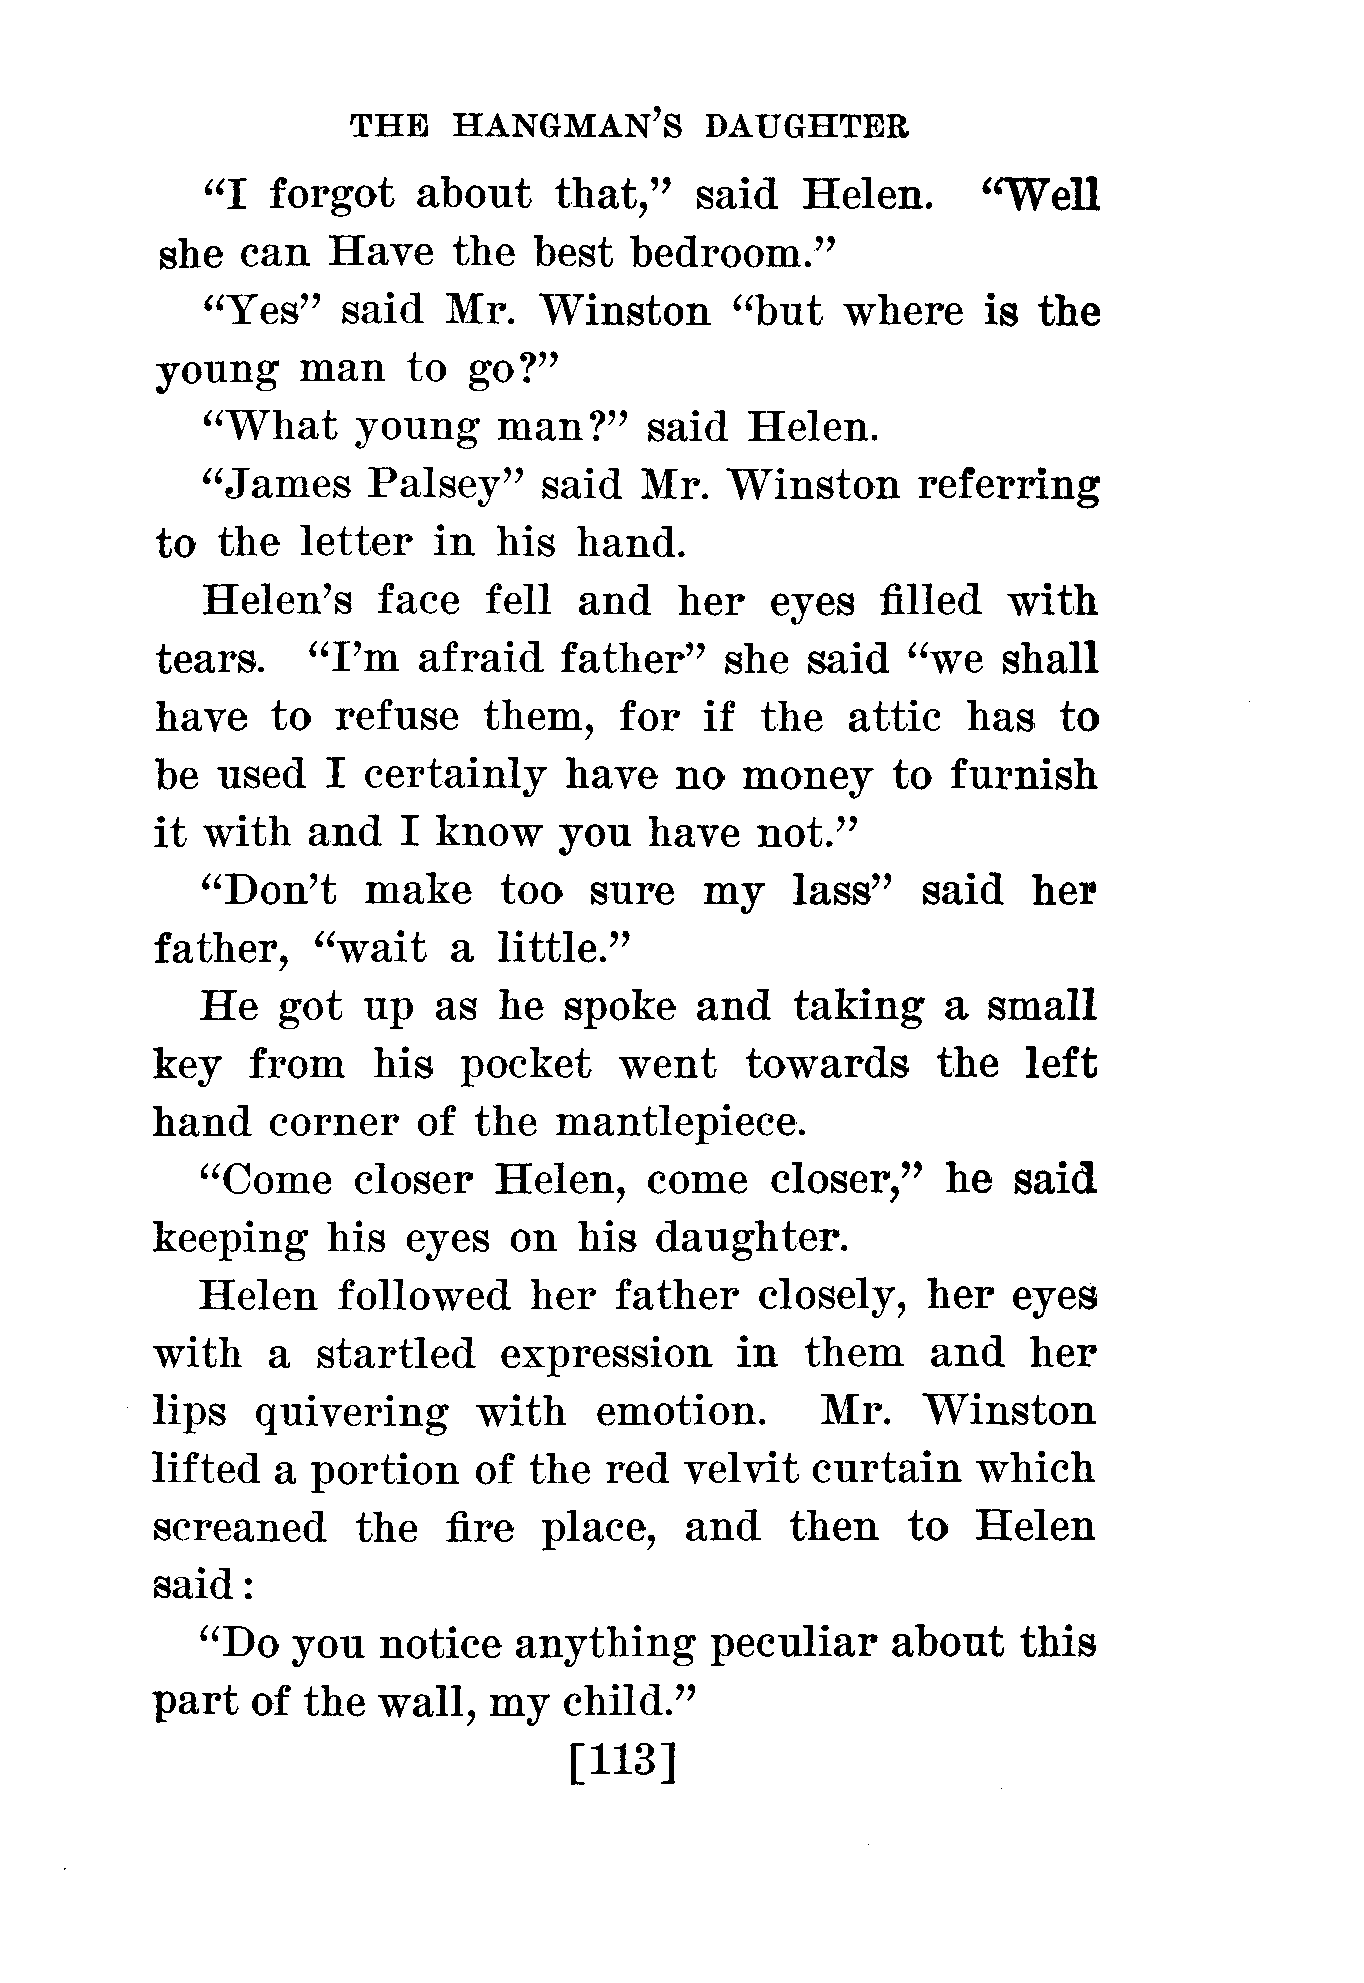 THE HANGMAN'S DAUGHTER
“I forgot about that,” said Helen. “Well
she can Have the best bedroom.”
“Yes” said Mr. Winston “but where is the
young man to go?”
“What young man?” said Helen.
“James Palsey” said Mr. Winston referring
to the letter in his hand.
Helen’s face fell and her eyes filled with
tears. “I’m afraid father” she said “we shall
have to refuse them, for if the attic has to
be used I certainly have no money to furnish
it with and I know you have not.”
“Don’t make too sure my lass” said her
father, “wait a little.”
He got up as he spoke and taking a small
key from his pocket went towards the left
hand corner of the mantlepiece.
“Come closer Helen, come closer,” he said
keeping his eyes on his daughter.
Helen followed her father closely, her eyes
with a startled expression in them and her
lips quivering with emotion. Mr. Winston
lifted a portion of the red velvit curtain which
screaned the fire place, and then to Helen
said:
“Do you notice anything peculiar about this
part of the wall, my child.”
[113]